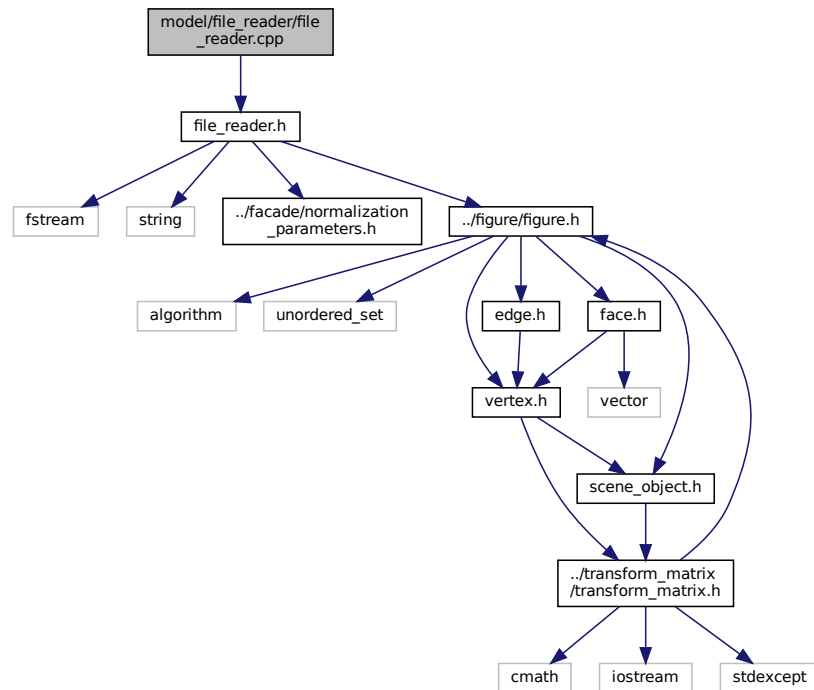 model/file_reader/file
_reader.cpp
file_reader.h
fstream
string
../facade/normalization
_parameters.h
../figure/figure.h
algorithm
unordered_set
edge.h
face.h
vertex.h
vector
scene_object.h
../transform_matrix
/transform_matrix.h
cmath
iostream
stdexcept